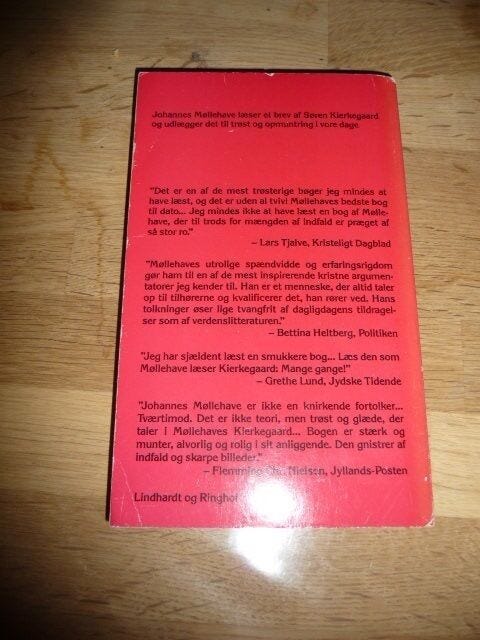 Johannes Møllehave læser et brev af Søren Kierkegaard
og udlægger det til trøst og opmuntring i vore dage
"Det er en af de mest trøsterige bøger jeg mindes at
have læst, og det er uden al tvivl Møllehaves bedste bog
til dato... Jeg mindes ikke at have læst en bog af Mølle-
have, der til trods for mængden af indfald er præget af
så stor ro."
– Lars Tjalve, Kristeligt Dagblad
"Møllehaves utrolige spændvidde og erfaringsrigdom
gør ham til en af de mest inspirerende kristne argumen-
tatorer jeg kender til. Han er et menneske, der altid taler
op til tilhørerne og kvalificerer det, han rører ved. Hans
tolkninger øser lige tvangfrit af dagligdagens tildragel-
ser som af verdenslitteraturen."
– Bettina Heltberg, Politiken
"Jeg har sjældent læst en smukkere bog... Læs den som
Møllehave læser Kierkegaard: Mange gange!"
– Grethe Lund, Jydske Tidende
"Johannes Møllehave er ikke en knirkende fortolker...
Tværtimod. Det er ikke teori, men trøst og glæde, der
taler i Møllehaves Kierkegaard... Bogen er stærk og
munter, alvorlig og rolig i sit anliggende. Den gnistrer af
indfald og skarpe billeder."
– Flemming Chr. Nielsen, Jyllands-Posten
Lindhardt og Ringhof